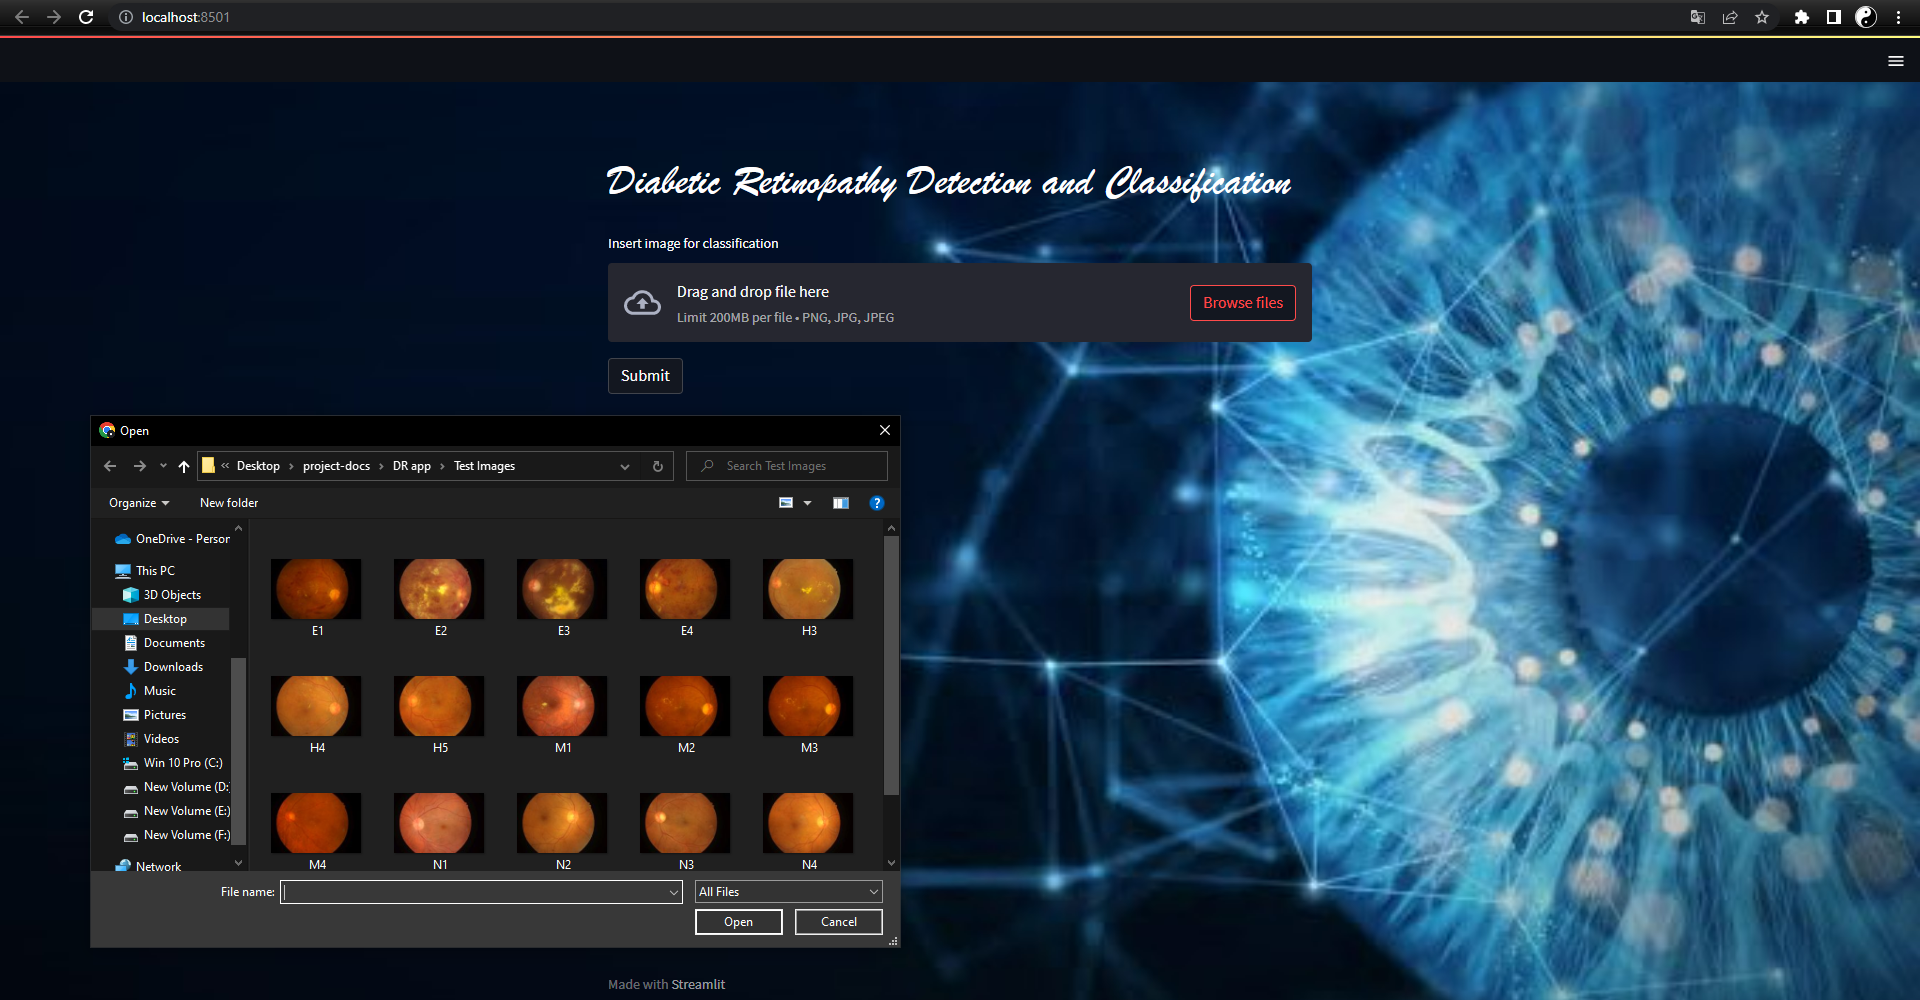 localhost:8501
Diabetic Retinopathy Detection and Classification
Insert image for classification
Drag and drop file here
Limit 200MB per file • PNG, JPG, JPEG
Browse files
Submit
Open
« Desktop › project-docs › DR app › Test Images
Search Test Images
Organize
New folder
?
OneDrive - Person
This PC
3D Objects
Desktop
Documents
Downloads
Music
Pictures
Videos
Win 10 Pro (C:)
New Volume (D:
New Volume (E:)
New Volume (F:)
Network
E1 E2 E3 E4 H3
H4 H5 M1 M2 M3
M4 N1 N2 N3 N4
File name:
All Files
Open
Cancel
Made with Streamlit